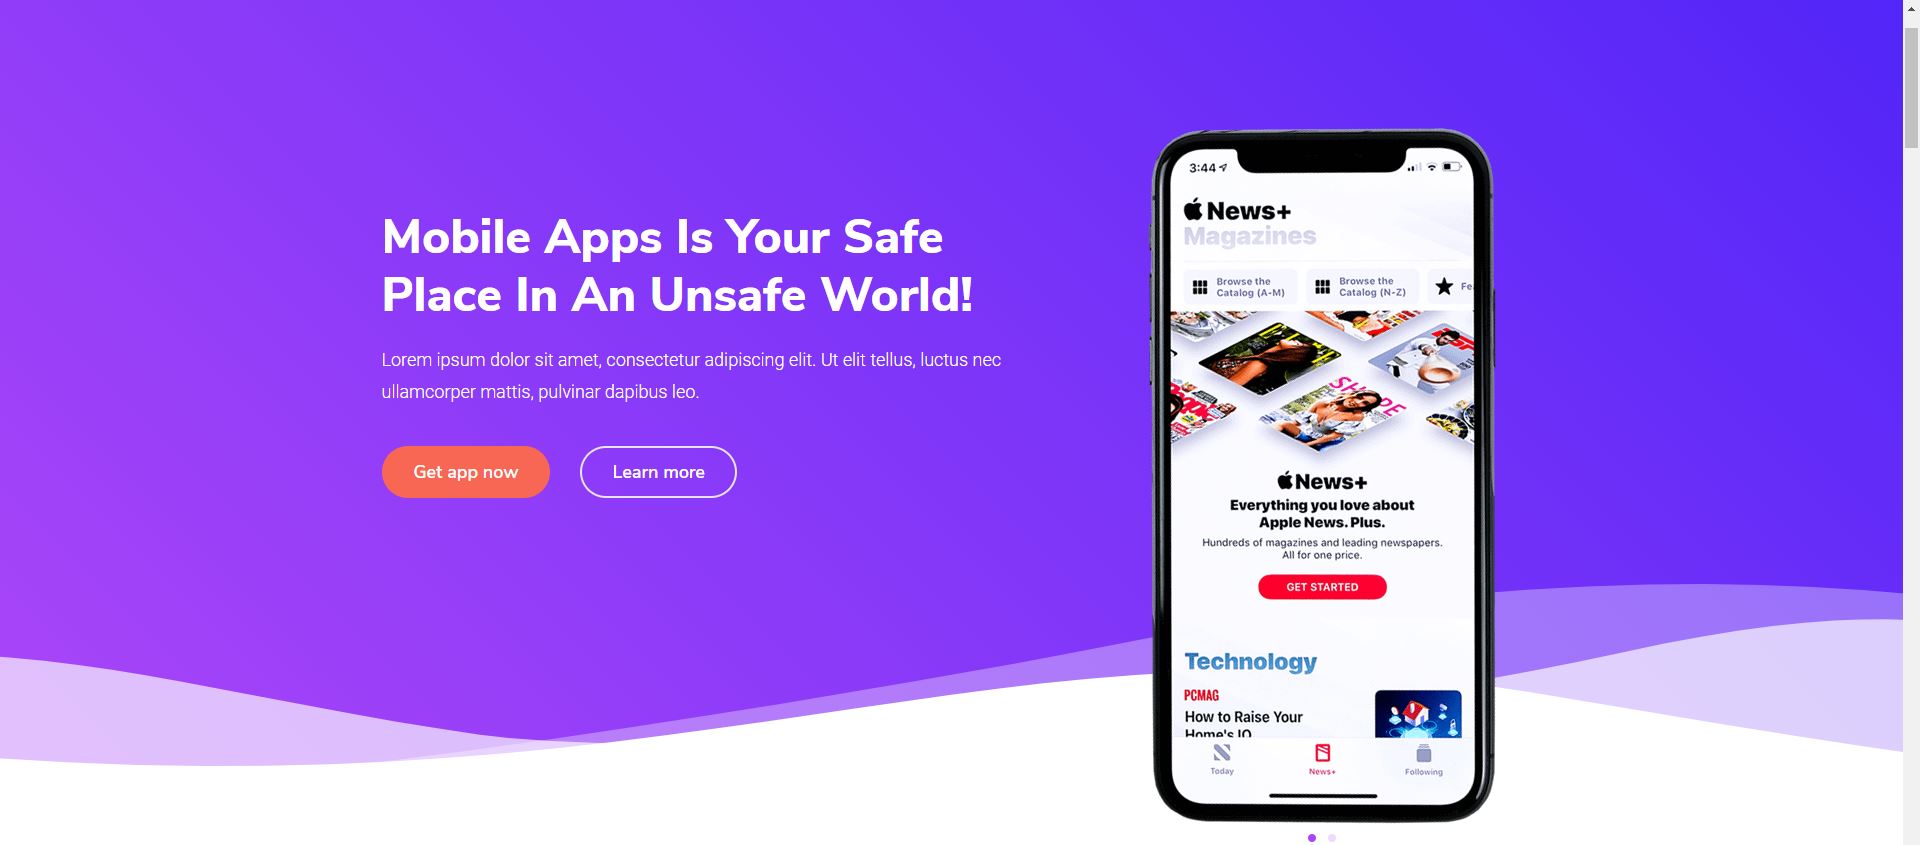 Mobile Apps Is Your Safe
Place In An Unsafe World!
Lorem ipsum dolor sit amet, consectetur adipiscing elit. Ut elit tellus, luctus nec
ullamcorper mattis, pulvinar dapibus leo.
Get app now
Learn more
3:44
News+
Magazines
Browse the
Catalog (A-M)
Browse the
Catalog (N-Z)
SHAPE
News+
Everything you love about
Apple News. Plus.
Hundreds of magazines and leading newspapers.
All for one price.
GET STARTED
Technology
PCMAG
How to Raise Your
Home's IQ
Today
News+
Following